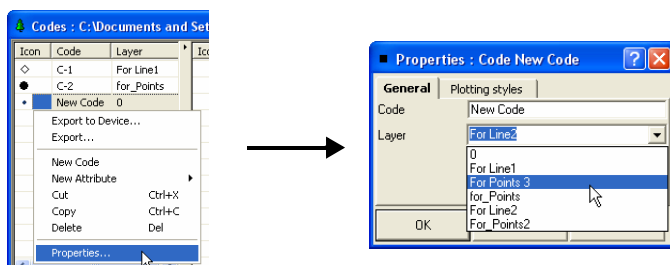 Codes : C:\Documents and Set
Icon Code Layer
C-1 For Line1
C-2 for_Points
New Code 0
Export to Device...
Export...
New Code
New Attribute
Cut Ctrl+X
Copy Ctrl+C
Delete Del
Properties...
Properties : Code New Code
General Plotting styles
Code New Code
Layer For Line2
0
For Line1
For Points 3
for_Points
For Line2
For_Points2
OK